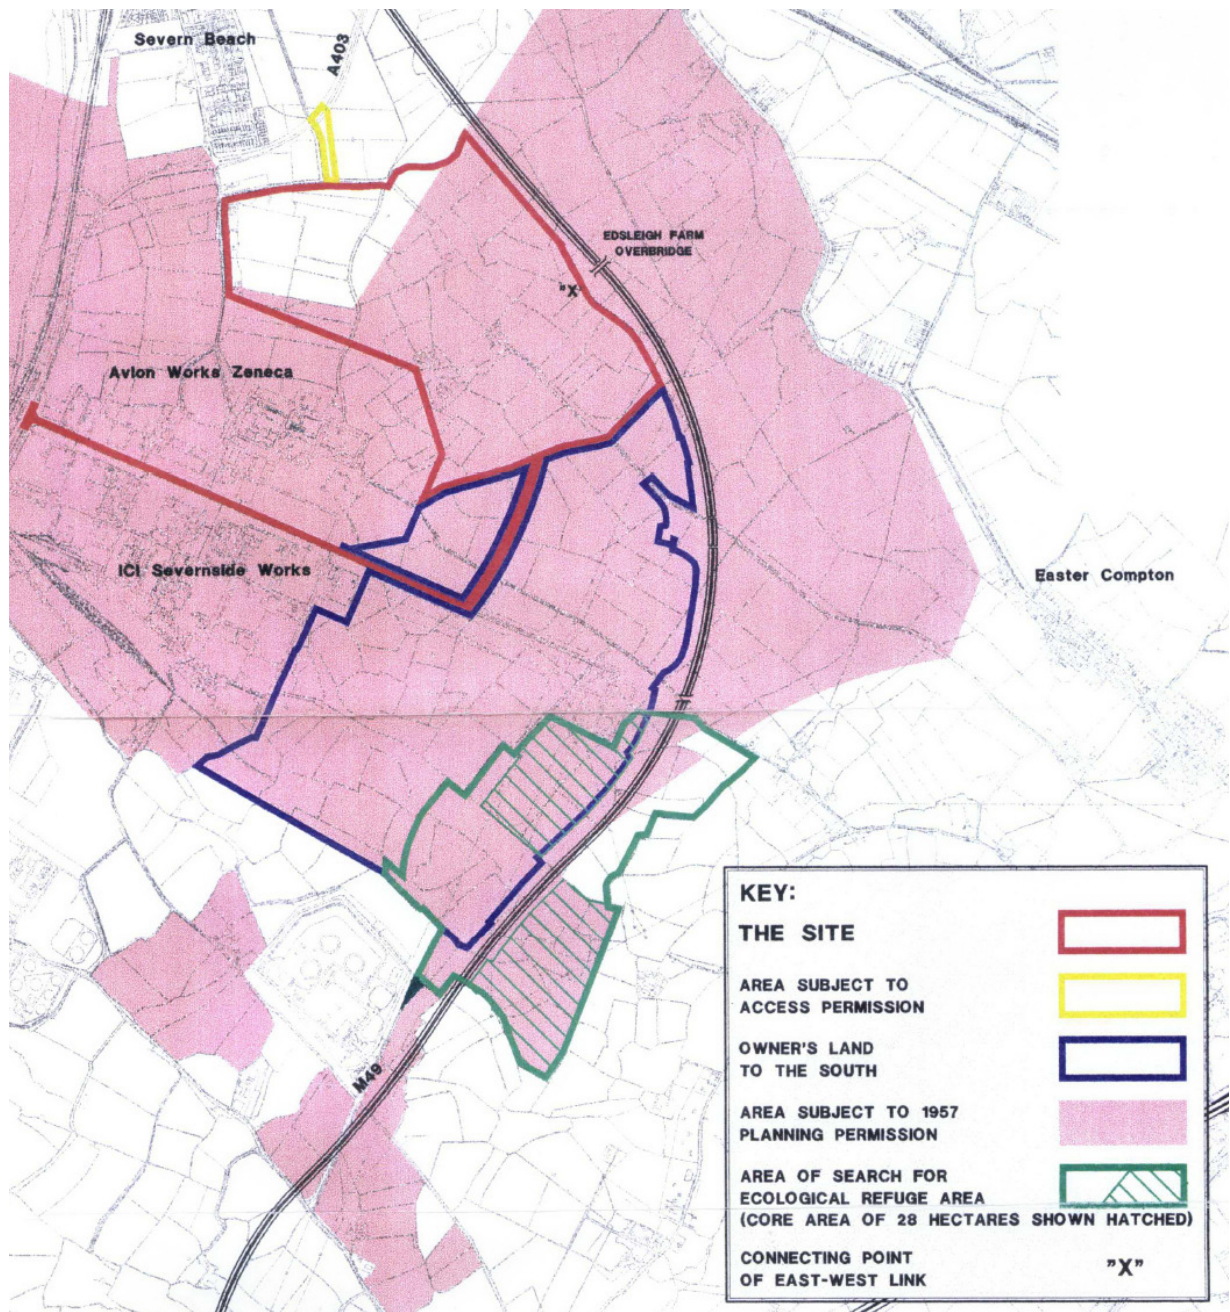 Severn Beach
A403
EDSLEIGH FARM
OVERBRIDGE
"X"
Avlon Works Zeneca
ICI Severnside Works
Easter Compton
M49
KEY:
THE SITE
AREA SUBJECT TO
ACCESS PERMISSION
OWNER'S LAND
TO THE SOUTH
AREA SUBJECT TO 1957
PLANNING PERMISSION
AREA OF SEARCH FOR
ECOLOGICAL REFUGE AREA
(CORE AREA OF 28 HECTARES SHOWN HATCHED)
CONNECTING POINT
OF EAST-WEST LINK
"X"